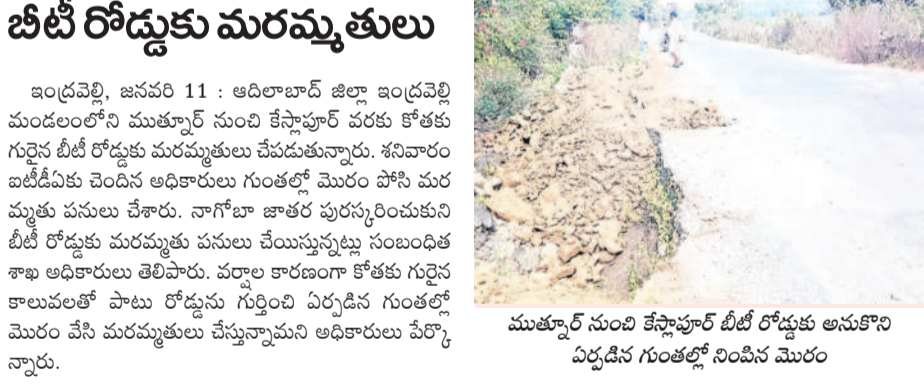 బీటీ రోడ్డుకు మరమ్మతులు
ఇంద్రవెల్లి, జనవరి 11 : ఆదిలాబాద్ జిల్లా ఇంద్రవెల్లి
మండలంలోని ముత్నూర్ నుంచి కేస్లాపూర్ వరకు కోతకు
గురైన బీటీ రోడ్డుకు మరమ్మతులు చేపడుతున్నారు. శనివారం
ఐటీడీఏకు చెందిన అధికారులు గుంతల్లో మొరం పోసి మర
మ్మతు పనులు చేశారు. నాగోబా జాతర పురస్కరించుకుని
బీటీ రోడ్డుకు మరమ్మతు పనులు చేయిస్తున్నట్లు సంబంధిత
శాఖ అధికారులు తెలిపారు. వర్షాల కారణంగా కోతకు గురైన
కాలువలతో పాటు రోడ్డును గుర్తించి ఏర్పడిన గుంతల్లో
మొరం వేసి మరమ్మతులు చేస్తున్నామని అధికారులు పేర్కొ
న్నారు.
ముత్నూర్ నుంచి కేస్లాపూర్ బీటీ రోడ్డుకు అనుకొని
ఏర్పడిన గుంతల్లో నింపిన మొరం